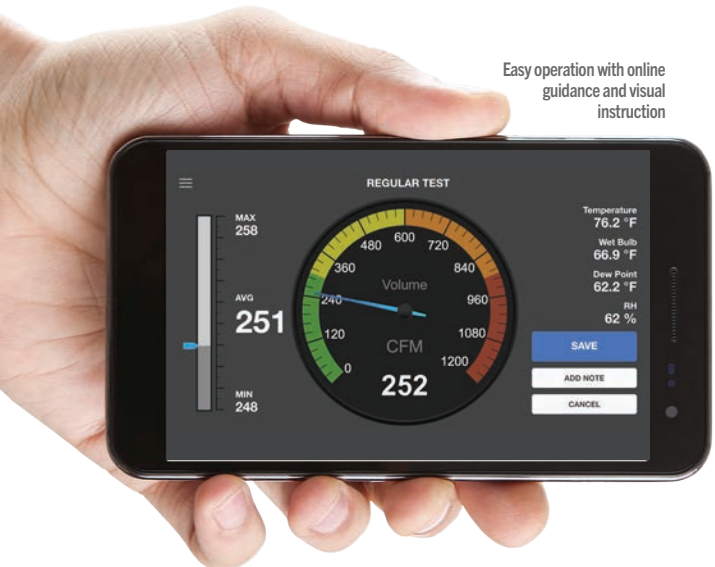 Easy operation with online
guidance and visual
instruction
REGULAR TEST
MAX
258
AVG
251
MIN
248
0
120
240
360
480
600
720
840
960
1080
1200
Volume
CFM
252
Temperature
76.2 °F
Wet Bulb
66.9 °F
Dew Point
62.2 °F
RH
62 %
SAVE
ADD NOTE
CANCEL